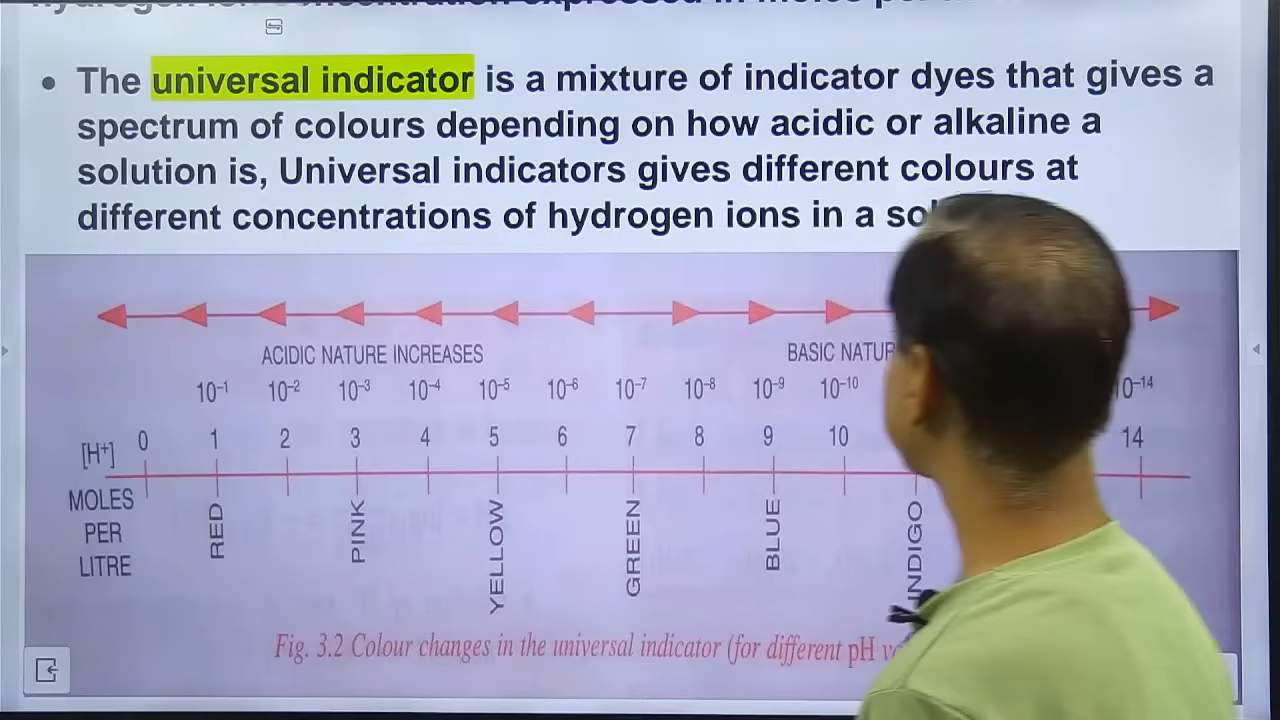 The universal indicator is a mixture of indicator dyes that gives a
spectrum of colours depending on how acidic or alkaline a
solution is, Universal indicators gives different colours at
different concentrations of hydrogen ions in a
ACIDIC NATURE INCREASES BASIC
10⁻¹ 10⁻² 10⁻³ 10⁻⁴ 10⁻⁵ 10⁻⁶ 10⁻⁷ 10⁻⁸ 10⁻⁹ 10⁻¹⁰ 10⁻¹⁴
[H⁺] 0 1 2 3 4 5 6 7 8 9 10 14
MOLES
PER
LITRE
RED
PINK
YELLOW
GREEN
BLUE
INDIGO
Fig. 3.2 Colour changes in the universal indicator (for different pH